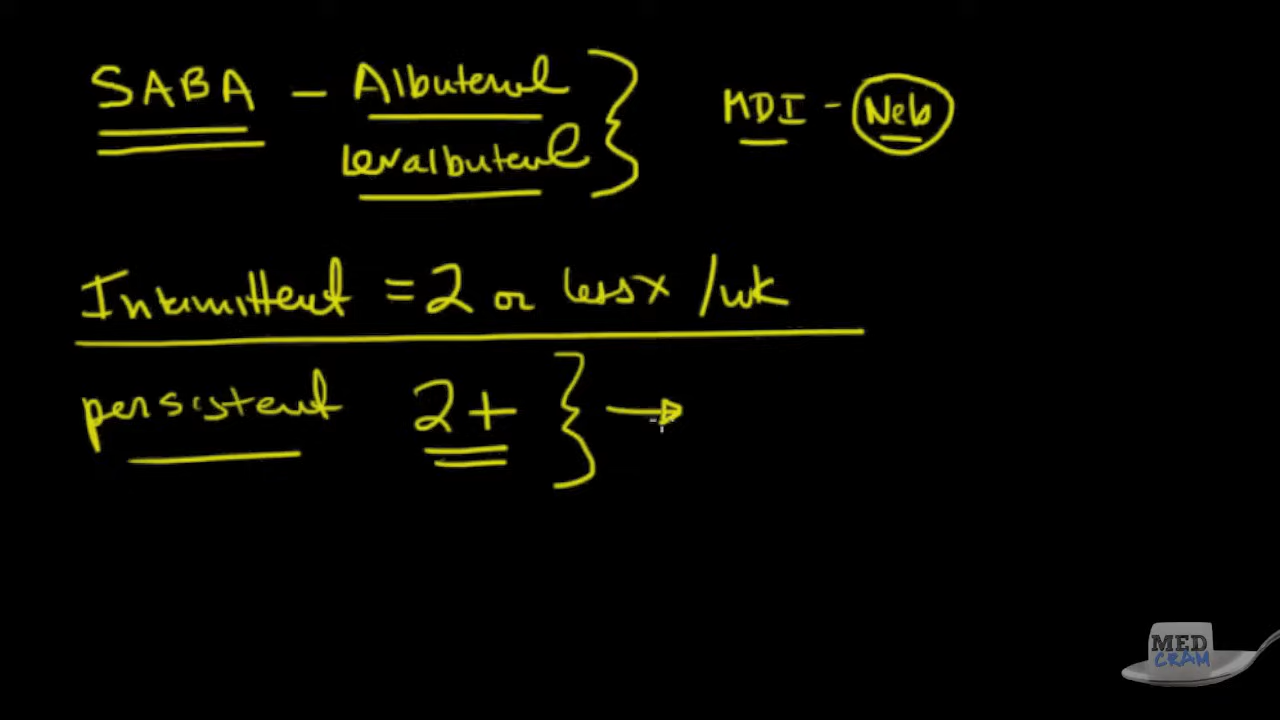 SABA - Albuterol
Levalbuterol
MDI - Neb
Intermittent = 2 or less x /wk
persistent 2+
MED
CRAM